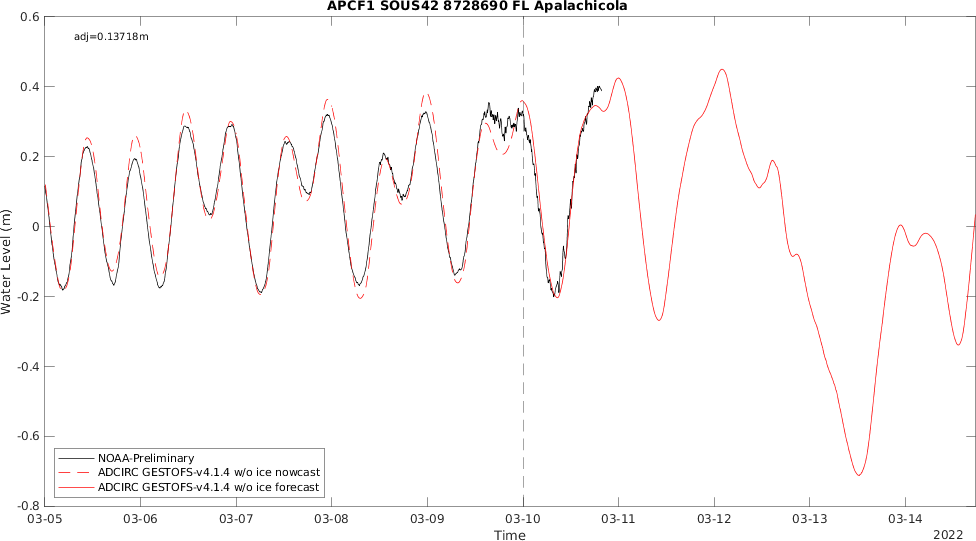 APCF1 SOUS42 8728690 FL Apalachicola
adj=0.13718m
0.6
0.4
0.2
0
-0.2
-0.4
-0.6
-0.8
Water Level (m)
NOAA-Preliminary
ADCIRC GESTOFS-v4.1.4 w/o ice nowcast
ADCIRC GESTOFS-v4.1.4 w/o ice forecast
03-05 03-06 03-07 03-08 03-09 03-10 03-11 03-12 03-13 03-14
Time
2022